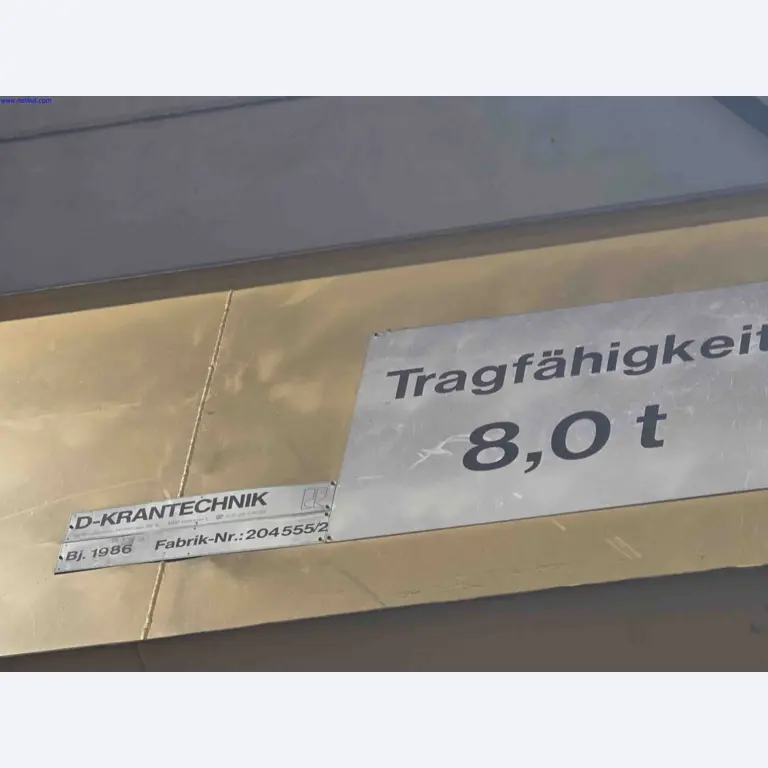 Tragfähigkeit
8,0 t
D-KRANTECHNIK
Bj. 1986 Fabrik-Nr.: 204555/2